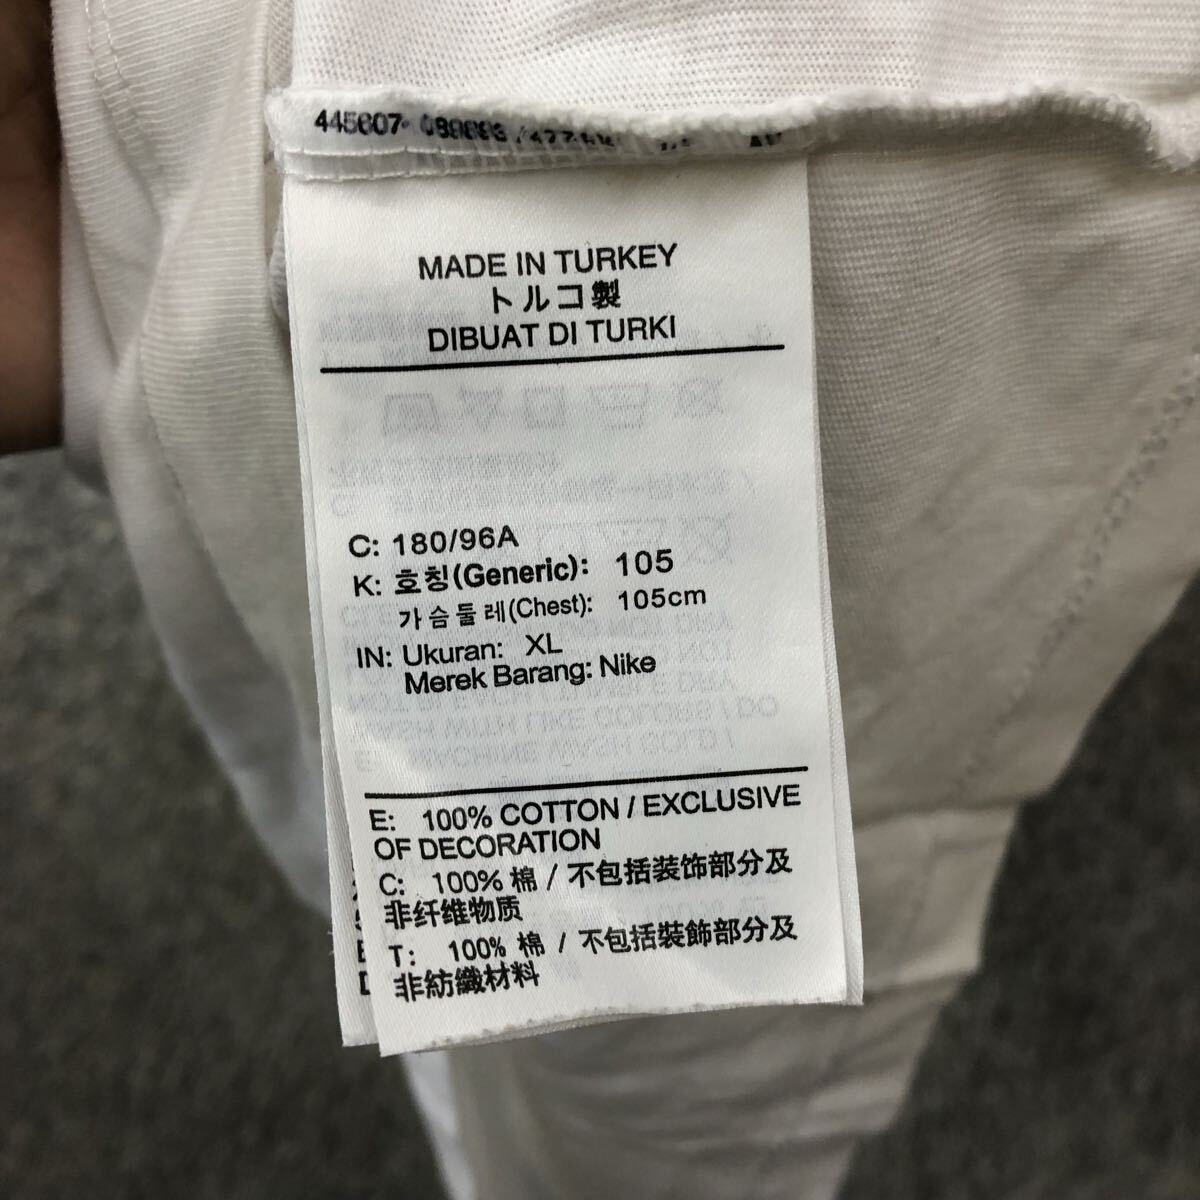 445607-
MADE IN TURKEY
トルコ製
DIBUAT DI TURKI
C: 180/96A
K: 호칭(Generic): 105
가슴둘레(Chest): 105cm
IN: Ukuran: XL
Merek Barang: Nike
E: 100% COTTON / EXCLUSIVE
OF DECORATION
C: 100% 棉 / 不包括装饰部分及
非纤维物质
T: 100% 棉 / 不包括裝飾部分及
非紡織材料